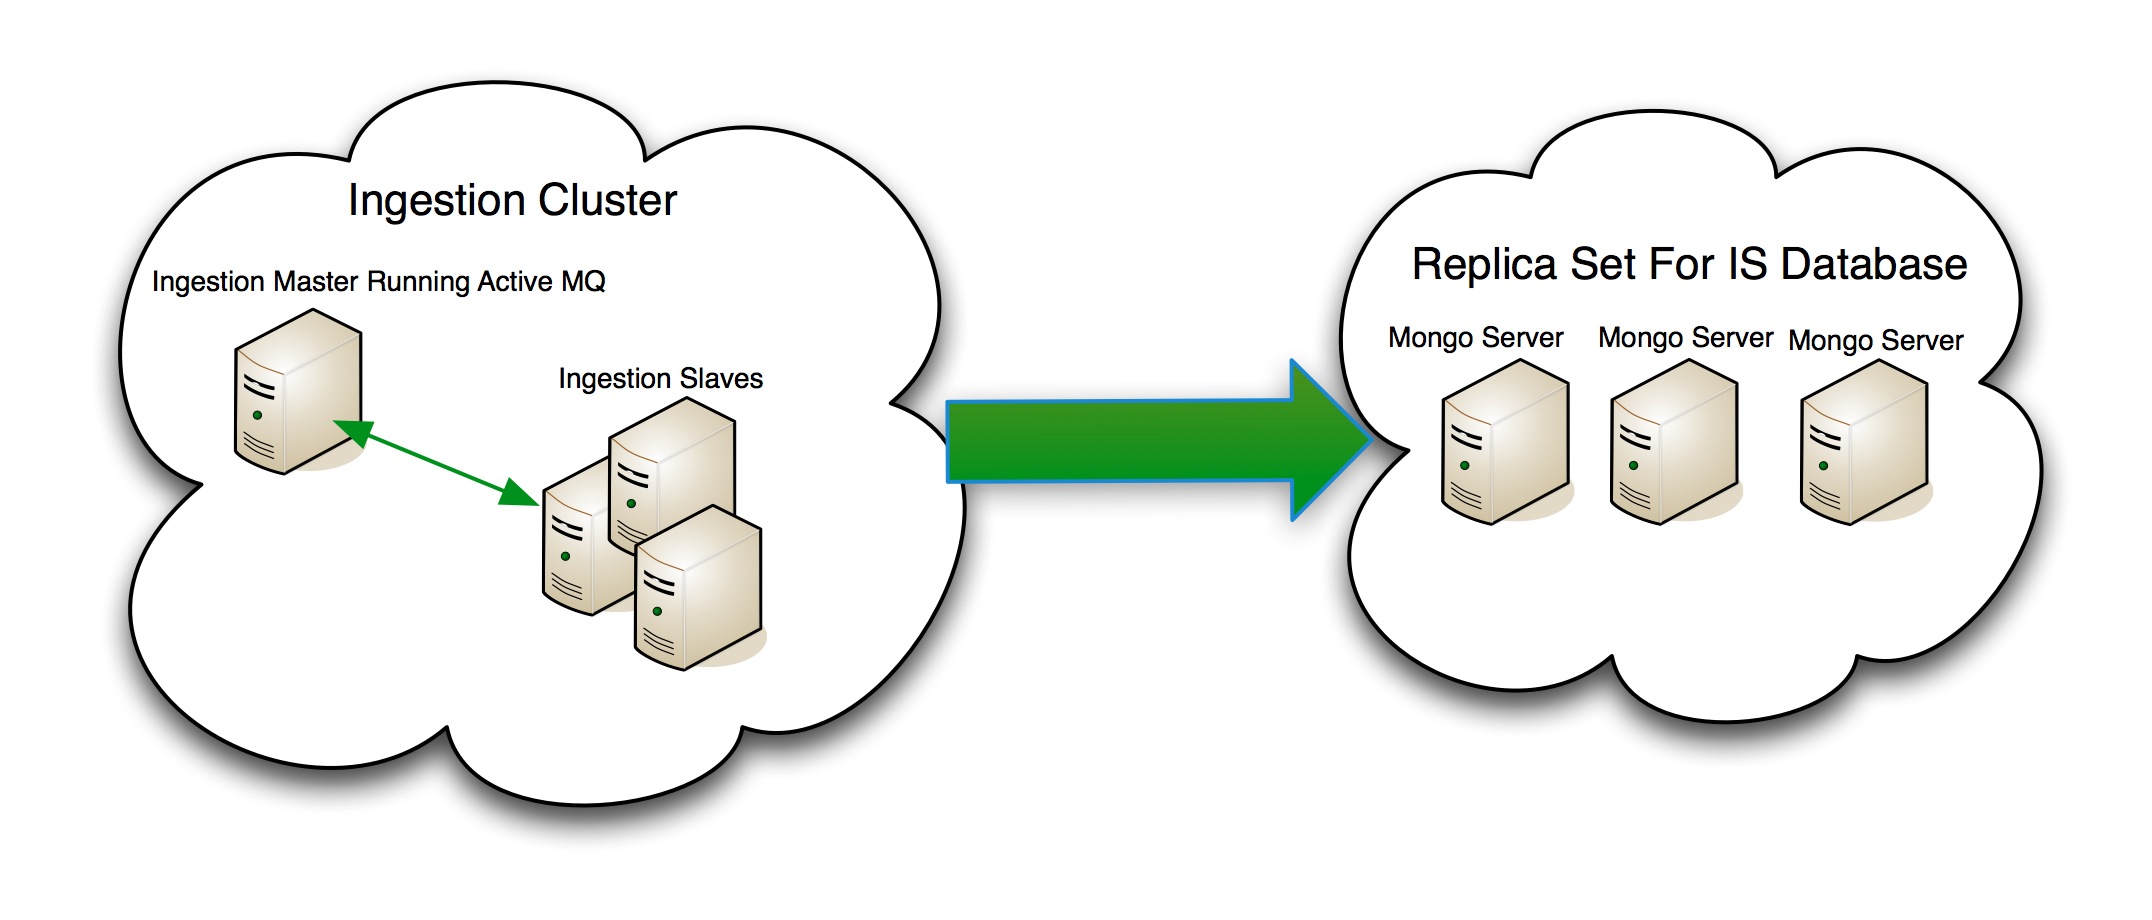 Ingestion Cluster
Ingestion Master Running Active MQ
Ingestion Slaves
Replica Set For IS Database
Mongo Server
Mongo Server
Mongo Server